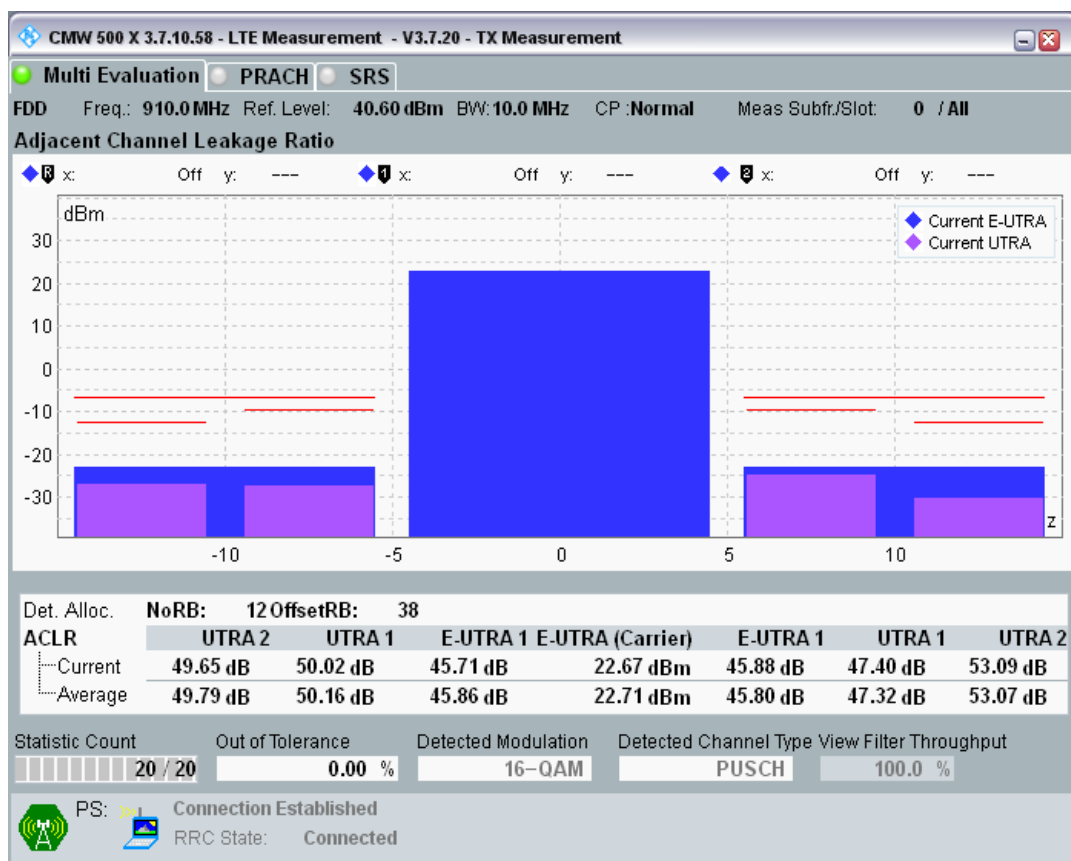 CMW 500 X 3.7.10.58 - LTE Measurement - V3.7.20 - TX Measurement
Multi Evaluation PRACH SRS
FDD Freq.: 910.0 MHz Ref. Level: 40.60 dBm BW: 10.0 MHz CP :Normal Meas Subfr./Slot: 0 / All
Adjacent Channel Leakage Ratio
R x: Off y: --- 1 x: Off y: --- 2 x: Off y: ---
dBm
Current E-UTRA
Current UTRA
30
20
10
0
-10
-20
-30
z
-10 -5 0 5 10
Det. Alloc. NoRB: 12 OffsetRB: 38
ACLR UTRA 2 UTRA 1 E-UTRA 1 E-UTRA (Carrier) E-UTRA 1 UTRA 1 UTRA 2
Current 49.65 dB 50.02 dB 45.71 dB 22.67 dBm 45.88 dB 47.40 dB 53.09 dB
Average 49.79 dB 50.16 dB 45.86 dB 22.71 dBm 45.80 dB 47.32 dB 53.07 dB
Statistic Count Out of Tolerance Detected Modulation Detected Channel Type View Filter Throughput
20 / 20 0.00 % 16-QAM PUSCH 100.0 %
PS: Connection Established
RRC State: Connected